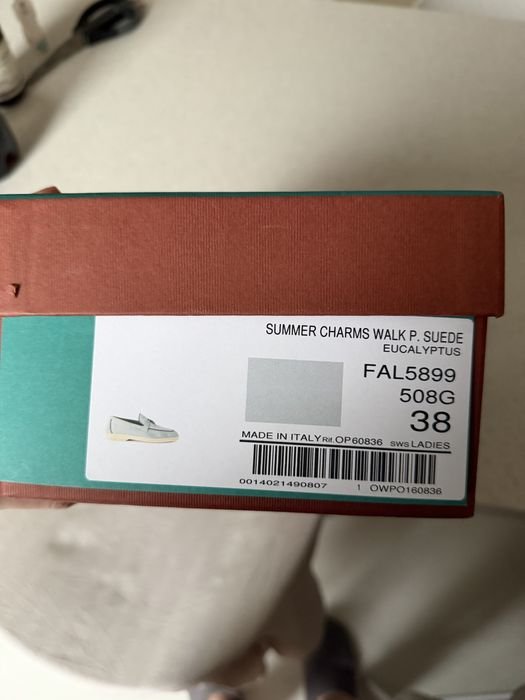 SUMMER CHARMS WALK P. SUEDE
EUCALYPTUS
FAL5899
508G
38
MADE IN ITALY Rif. OP60836 sws LADIES
0014021490807 1 OWPO160836